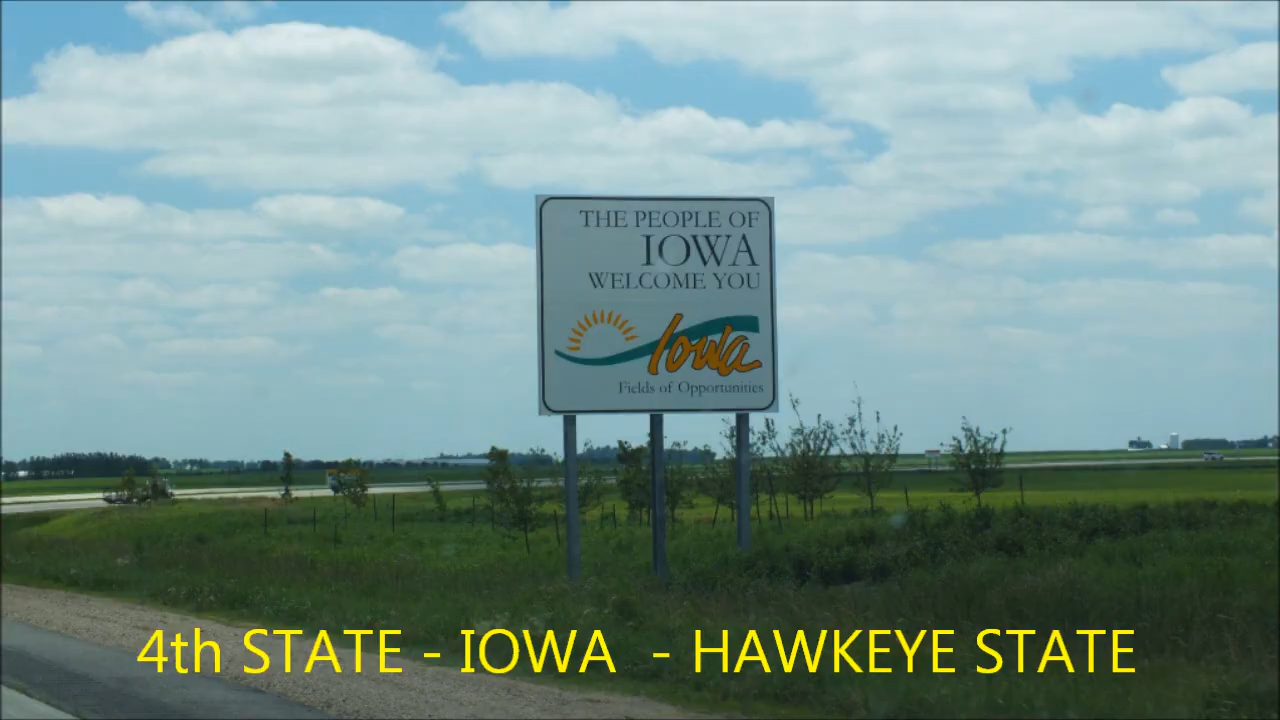 THE PEOPLE OF
IOWA
WELCOME YOU
Iowa
Fields of Opportunities
4th STATE - IOWA - HAWKEYE STATE